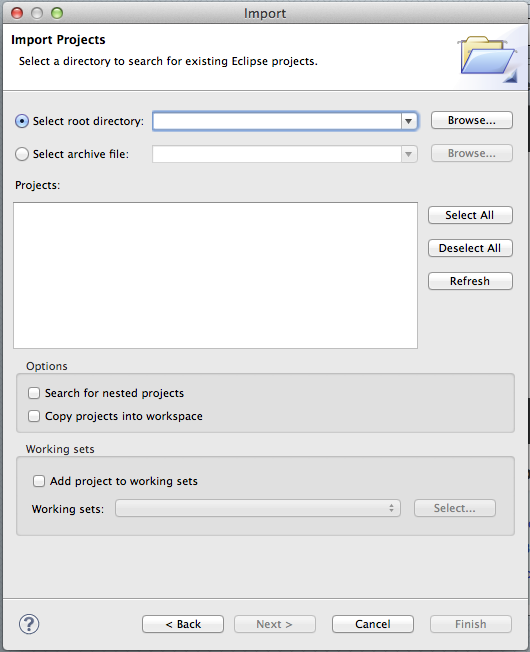 Import
Import Projects
Select a directory to search for existing Eclipse projects.
Select root directory: Browse...
Select archive file: Browse...
Projects:
Select All
Deselect All
Refresh
Options
Search for nested projects
Copy projects into workspace
Working sets
Add project to working sets
Working sets: Select...
? < Back Next > Cancel Finish